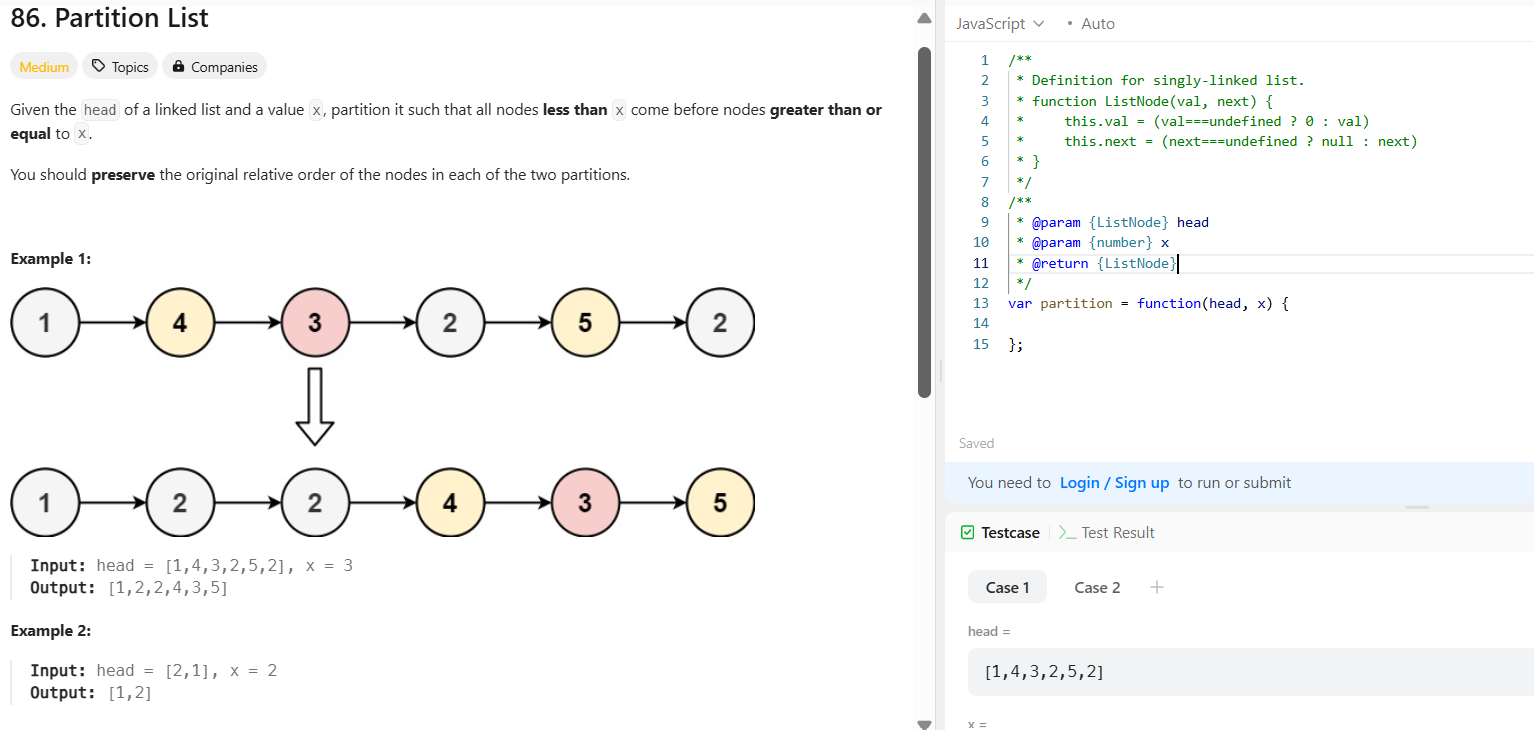 86. Partition List
Medium Topics Companies
Given the head of a linked list and a value x, partition it such that all nodes less than x come before nodes greater than or
equal to x.
You should preserve the original relative order of the nodes in each of the two partitions.
Example 1:
1 4 3 2 5 2
1 2 2 4 3 5
Input: head = [1,4,3,2,5,2], x = 3
Output: [1,2,2,4,3,5]
Example 2:
Input: head = [2,1], x = 2
Output: [1,2]
JavaScript • Auto
1 /**
2  * Definition for singly-linked list.
3  * function ListNode(val, next) {
4  *     this.val = (val===undefined ? 0 : val)
5  *     this.next = (next===undefined ? null : next)
6  * }
7  */
8 /**
9  * @param {ListNode} head
10  * @param {number} x
11  * @return {ListNode}
12  */
13 var partition = function(head, x) {
14
15 };
Saved
You need to Login / Sign up to run or submit
Testcase >_ Test Result
Case 1 Case 2 +
head =
[1,4,3,2,5,2]
x =